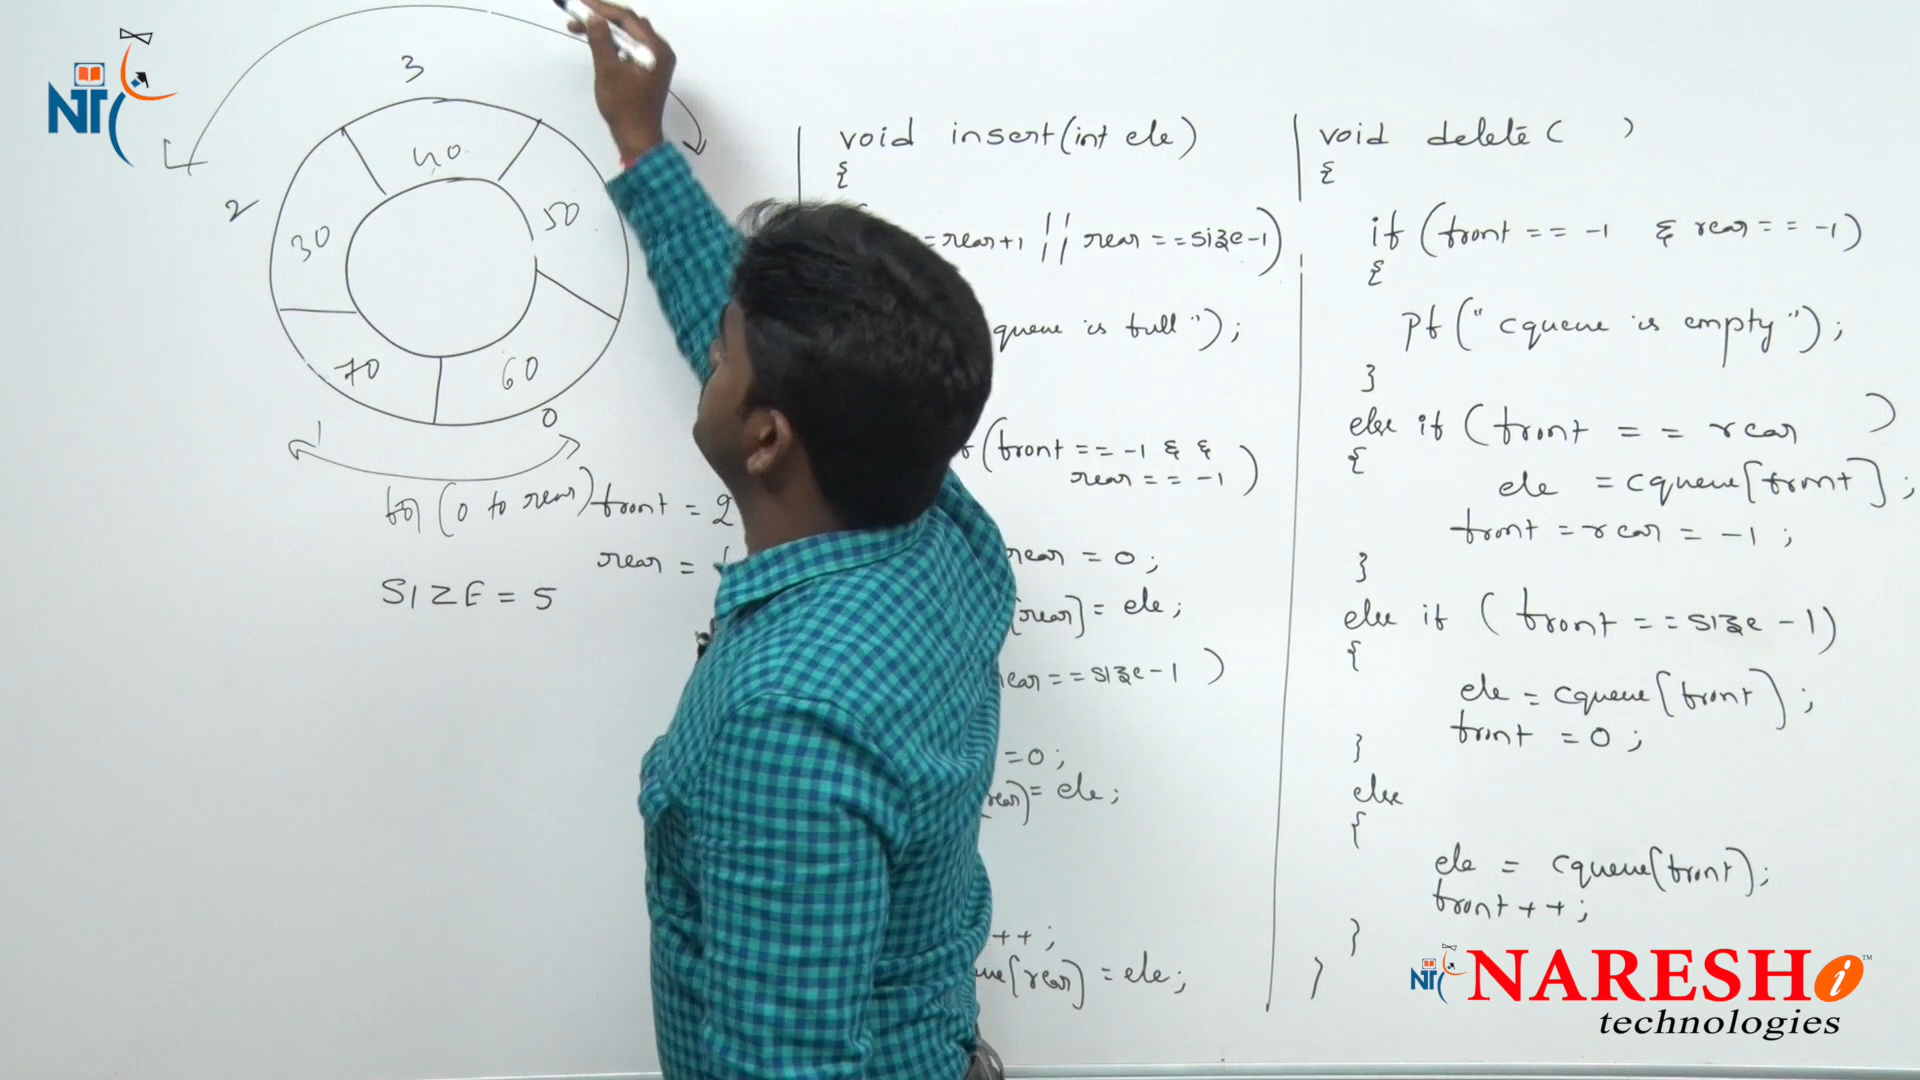 NTC
3
40
50
2
30
70
60
0
1
for (0 to rear)
front = 2
rear =
SIZE = 5
void insert(int ele)
{
=rear+1 || rear==size-1)
queue is full");
(front == -1 &&
rear == -1)
rear = 0;
[rear] = ele;
rear==size-1 )
=0;
rear] = ele;
++;
[rear] = ele;
void delete( )
{
if (front == -1 & rear == -1)
{
Pf(" cqueue is empty");
}
else if (front == rear )
{
ele = cqueue[front];
front = rear = -1;
}
else if (front ==size-1)
{
ele = cqueue[front];
front =0;
}
else
{
ele = cqueue(front);
front++;
}
}
NTC NARESH i ™
technologies